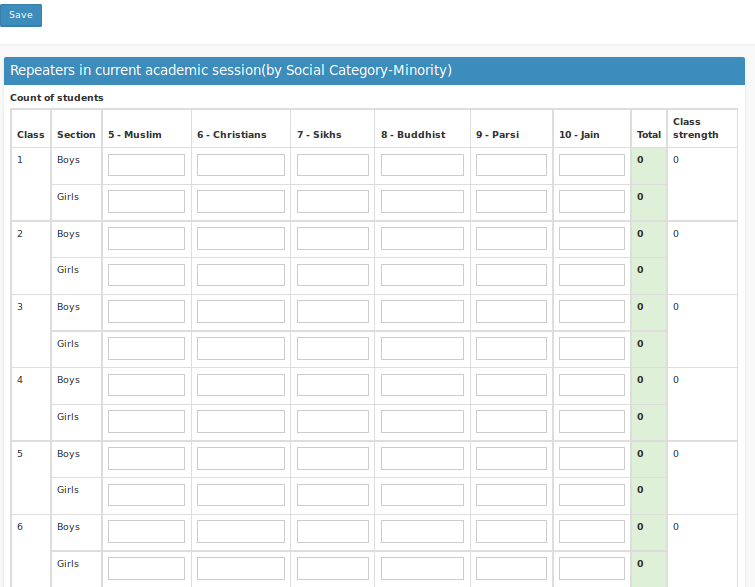 Save
Repeaters in current academic session(by Social Category-Minority)
Count of students
Class Section 5 - Muslim 6 - Christians 7 - Sikhs 8 - Buddhist 9 - Parsi 10 - Jain Total Class strength
1 Boys 0 0
Girls 0
2 Boys 0 0
Girls 0
3 Boys 0 0
Girls 0
4 Boys 0 0
Girls 0
5 Boys 0 0
Girls 0
6 Boys 0 0
Girls 0